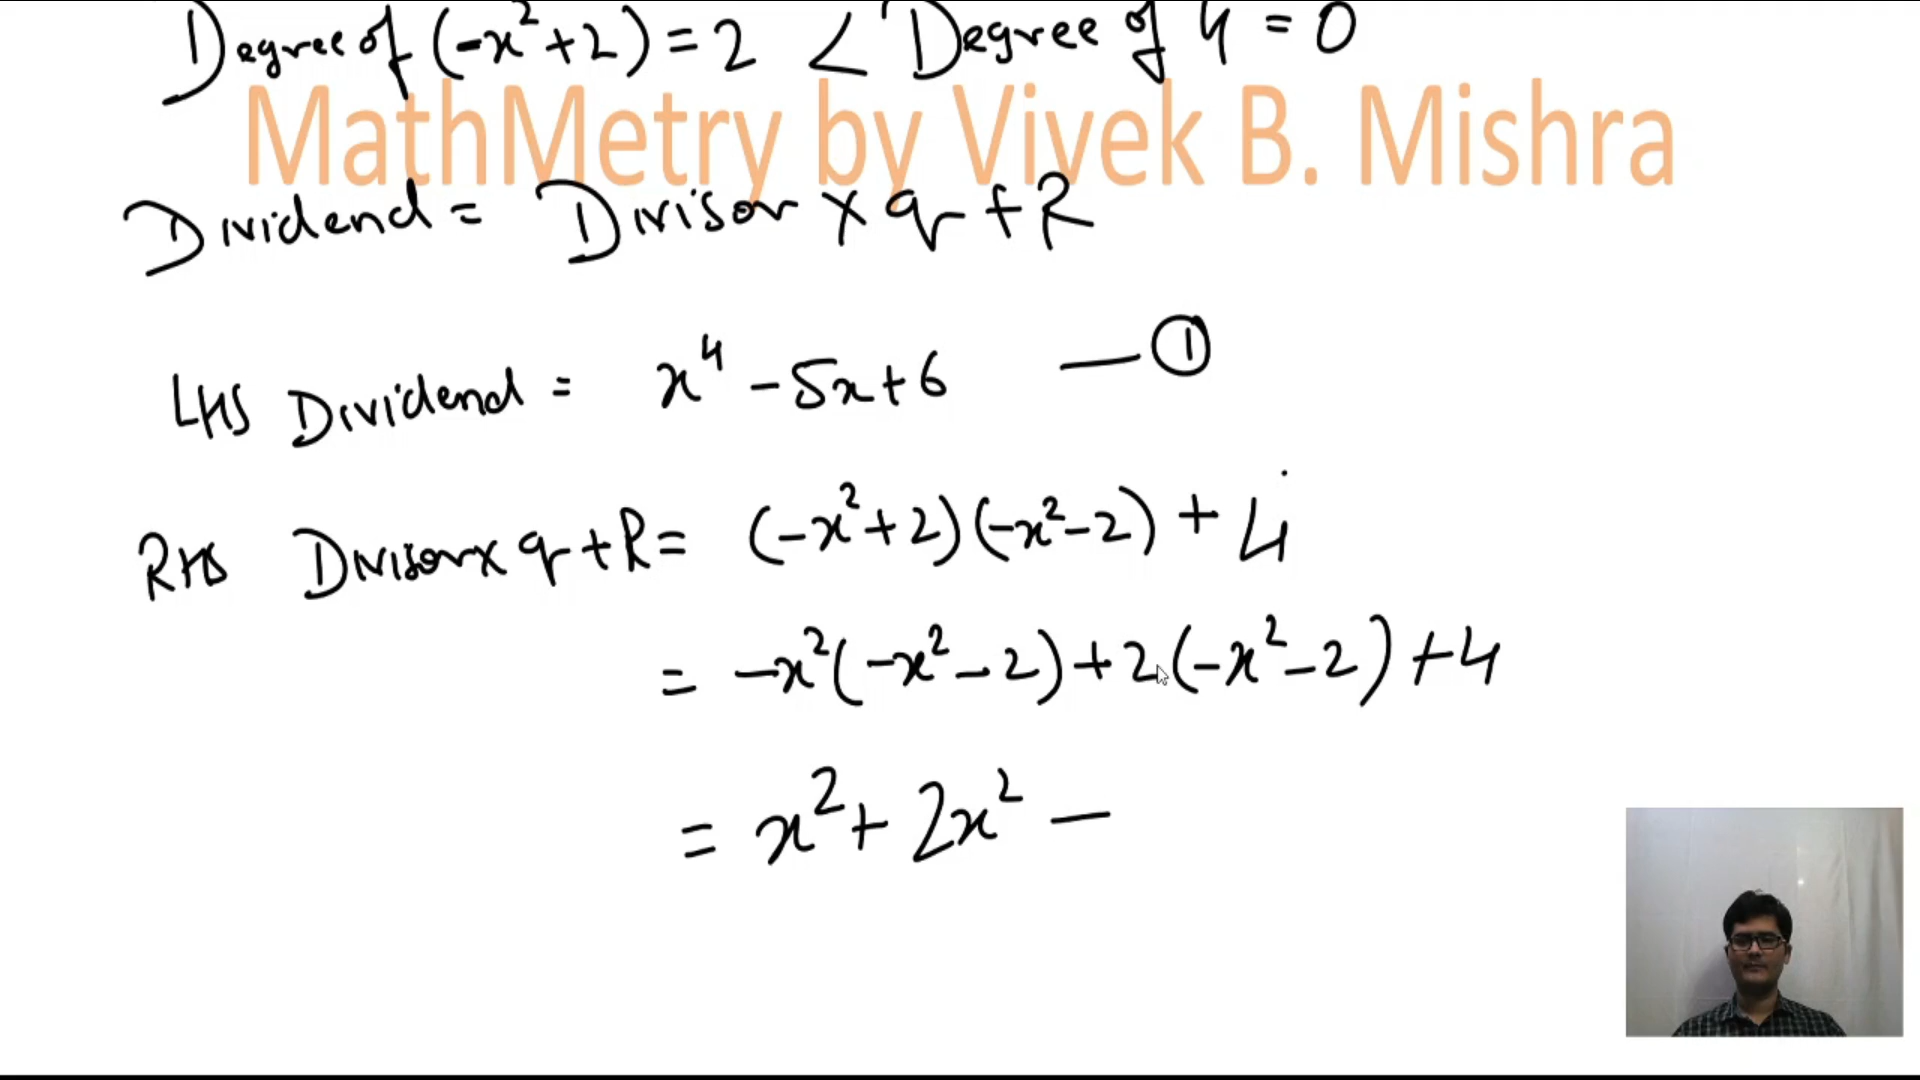 Degree of (-x²+2) = 2 < Degree of 4 = 0
MathMetry by Vivek B. Mishra
Dividend = Divisor × q + R
LHS Dividend = x⁴ - 5x + 6 — ①
RHS Divisor × q + R = (-x²+2)(-x²-2) + 4
= -x²(-x²-2)+2(-x²-2)+4
= x²+ 2x² -